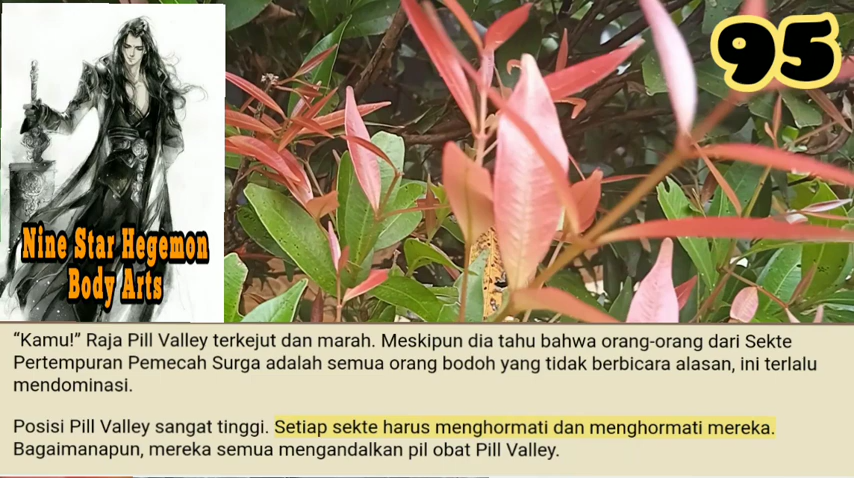 95
Nine Star Hegemon
Body Arts
“Kamu!” Raja Pill Valley terkejut dan marah. Meskipun dia tahu bahwa orang-orang dari Sekte
Pertempuran Pemecah Surga adalah semua orang bodoh yang tidak berbicara alasan, ini terlalu
mendominasi.
Posisi Pill Valley sangat tinggi. Setiap sekte harus menghormati dan menghormati mereka.
Bagaimanapun, mereka semua mengandalkan pil obat Pill Valley.